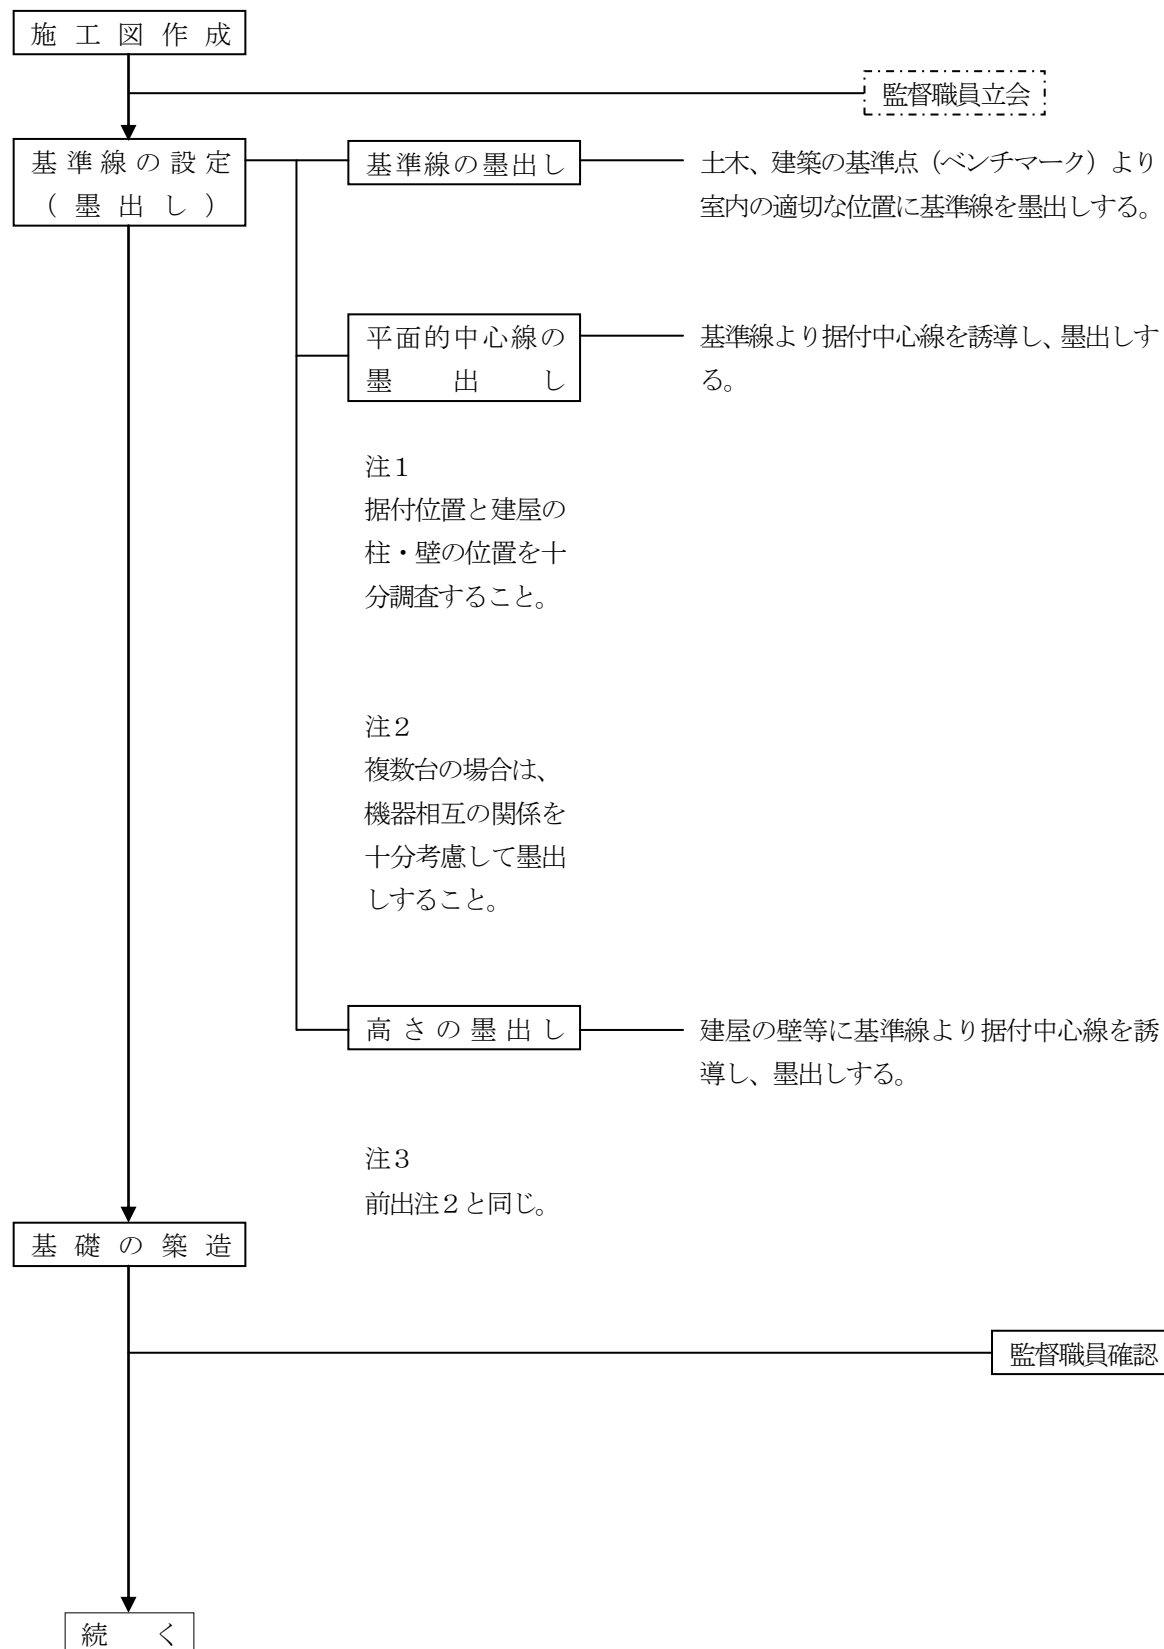 施工図作成
監督職員立会
基準線の設定
（墨出し）
基準線の墨出し
土木、建築の基準点（ベンチマーク）より
室内の適切な位置に基準線を墨出しする。
平面的中心線の
墨出し
基準線より据付中心線を誘導し、墨出しす
る。
注１
据付位置と建屋の
柱・壁の位置を十
分調査すること。
注２
複数台の場合は、
機器相互の関係を
十分考慮して墨出
しすること。
高さの墨出し
建屋の壁等に基準線より据付中心線を誘
導し、墨出しする。
注３
前出注２と同じ。
基礎の築造
監督職員確認
続く